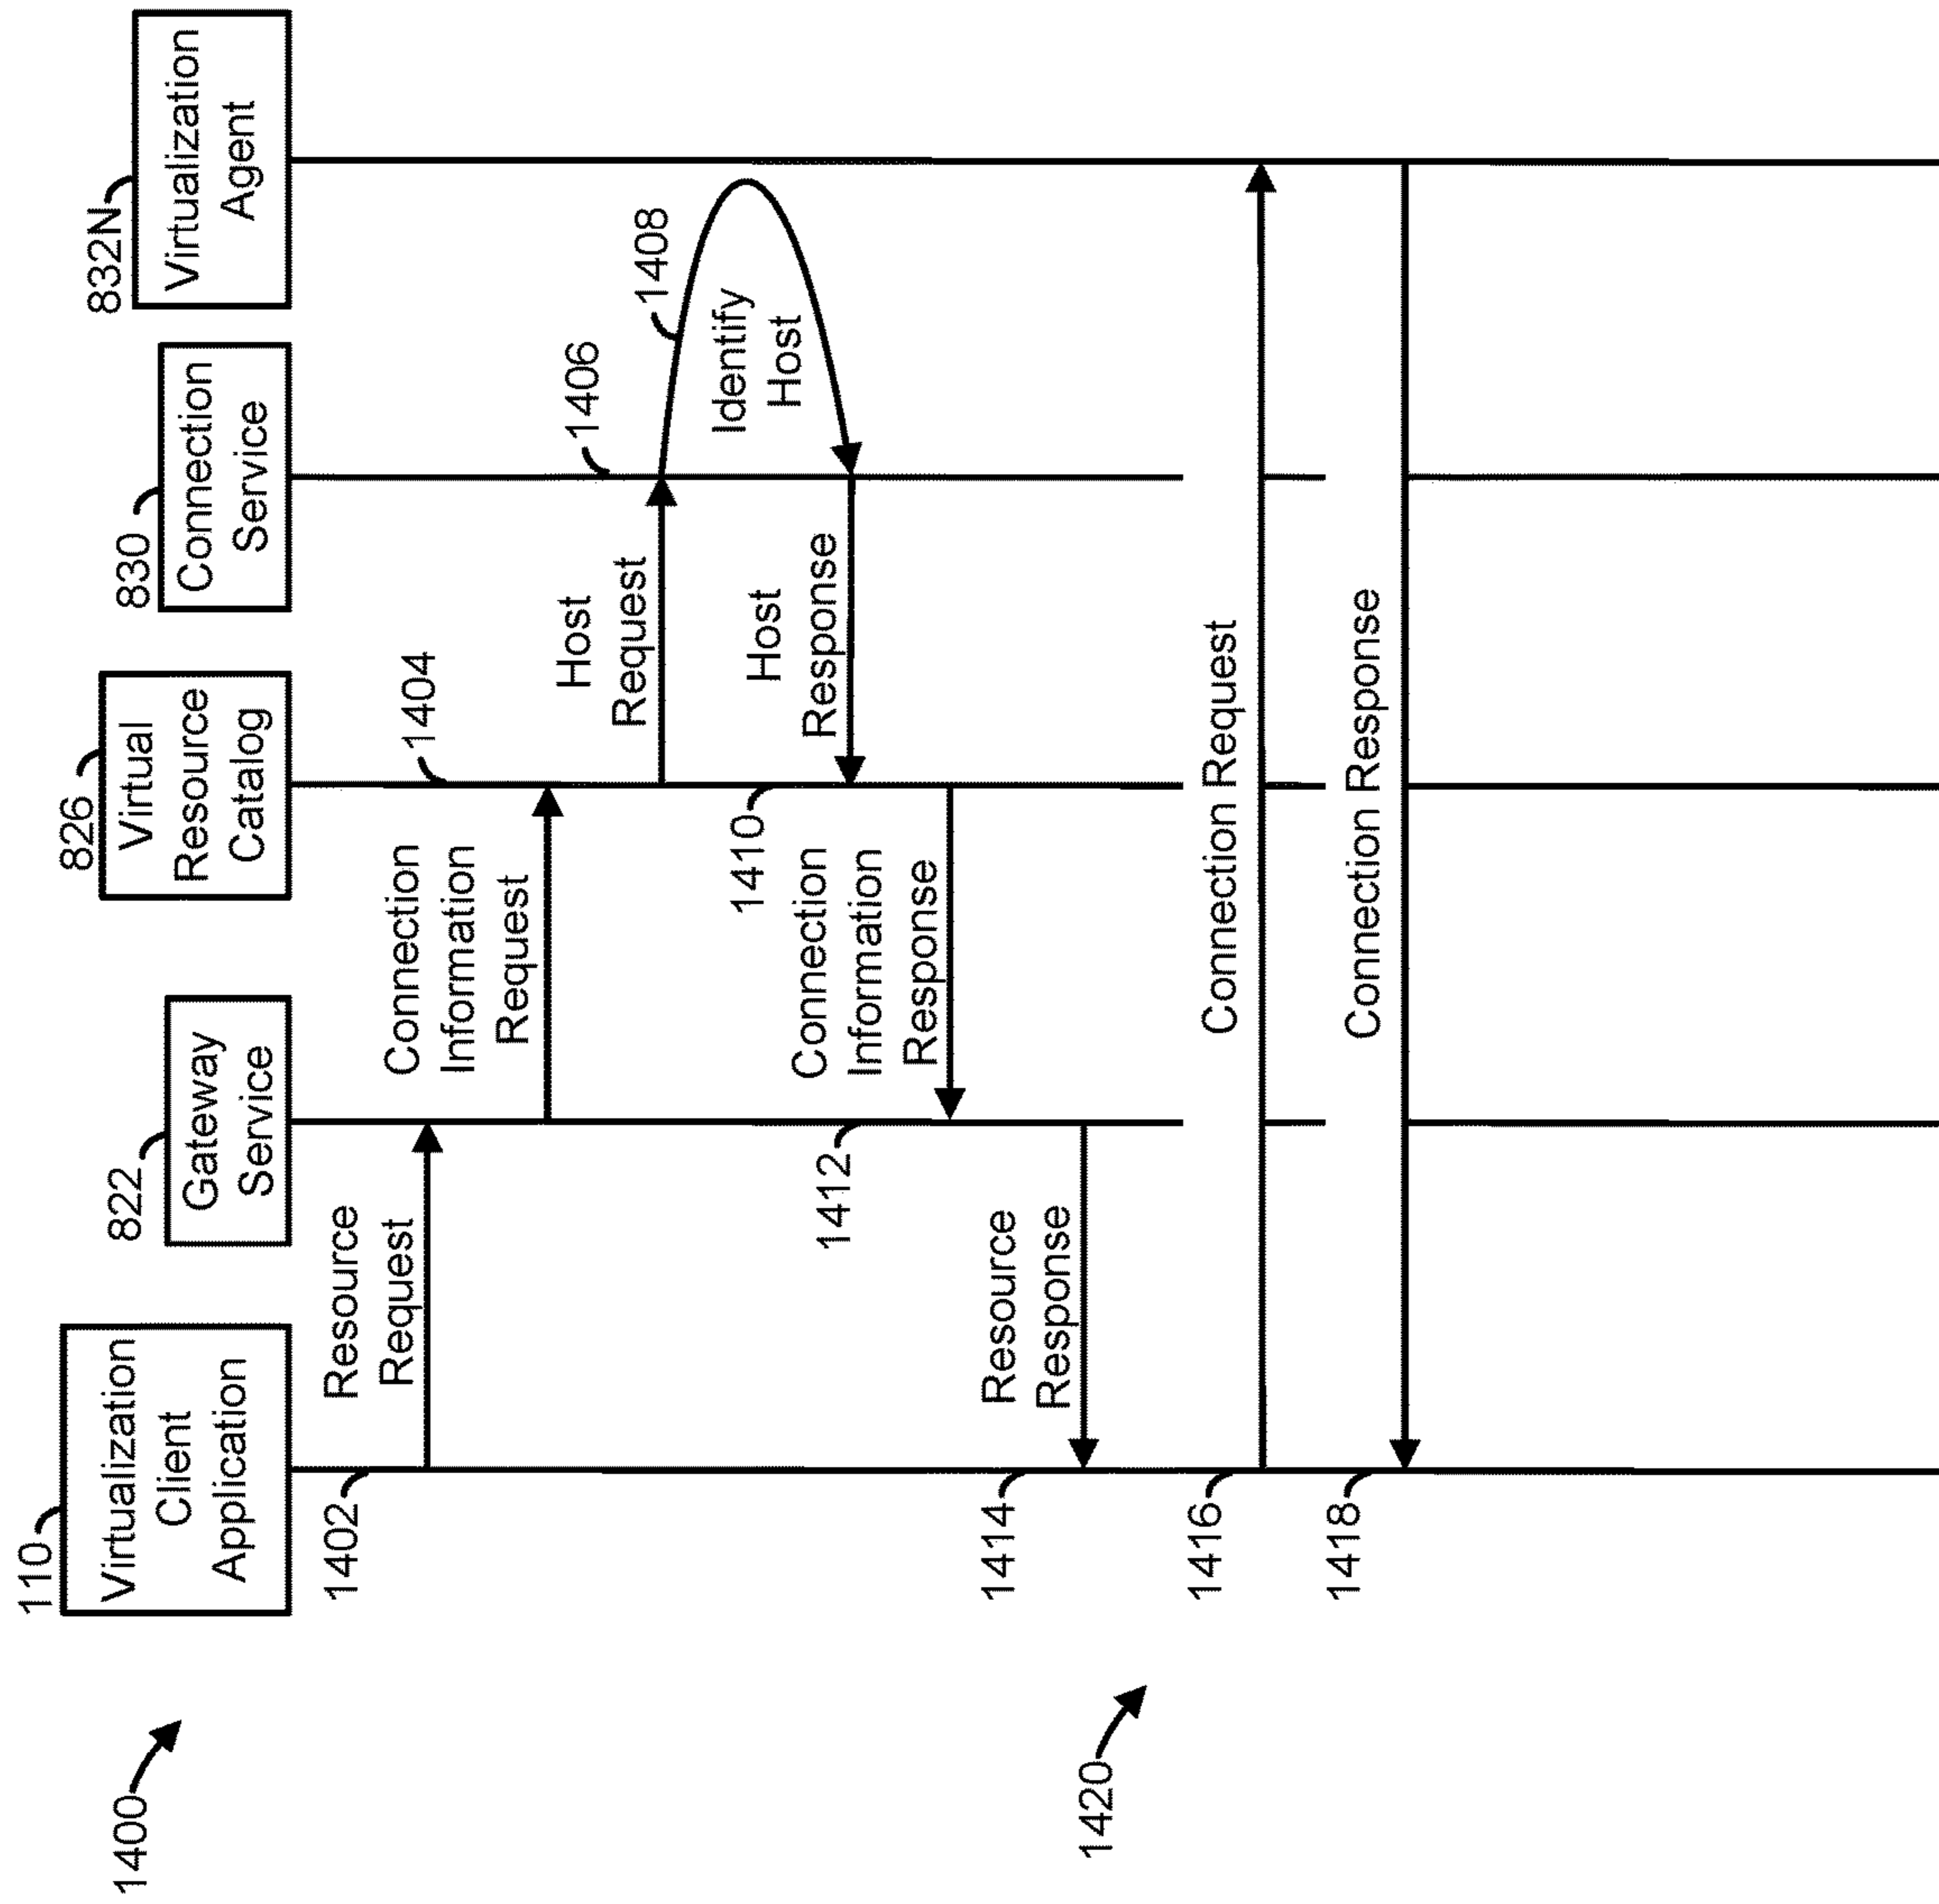 1400
110
Virtualization
Client
Application
822
Gateway
Service
826
Virtual
Resource
Catalog
830
Connection
Service
832N
Virtualization
Agent
1402
Resource
Request
1404
Connection
Information
Request
1406
Host
Request
1408
Identify
Host
Host
Response
1410
Connection
Information
Response
1412
Resource
Response
1414
1420
1416
Connection Request
1418
Connection Response